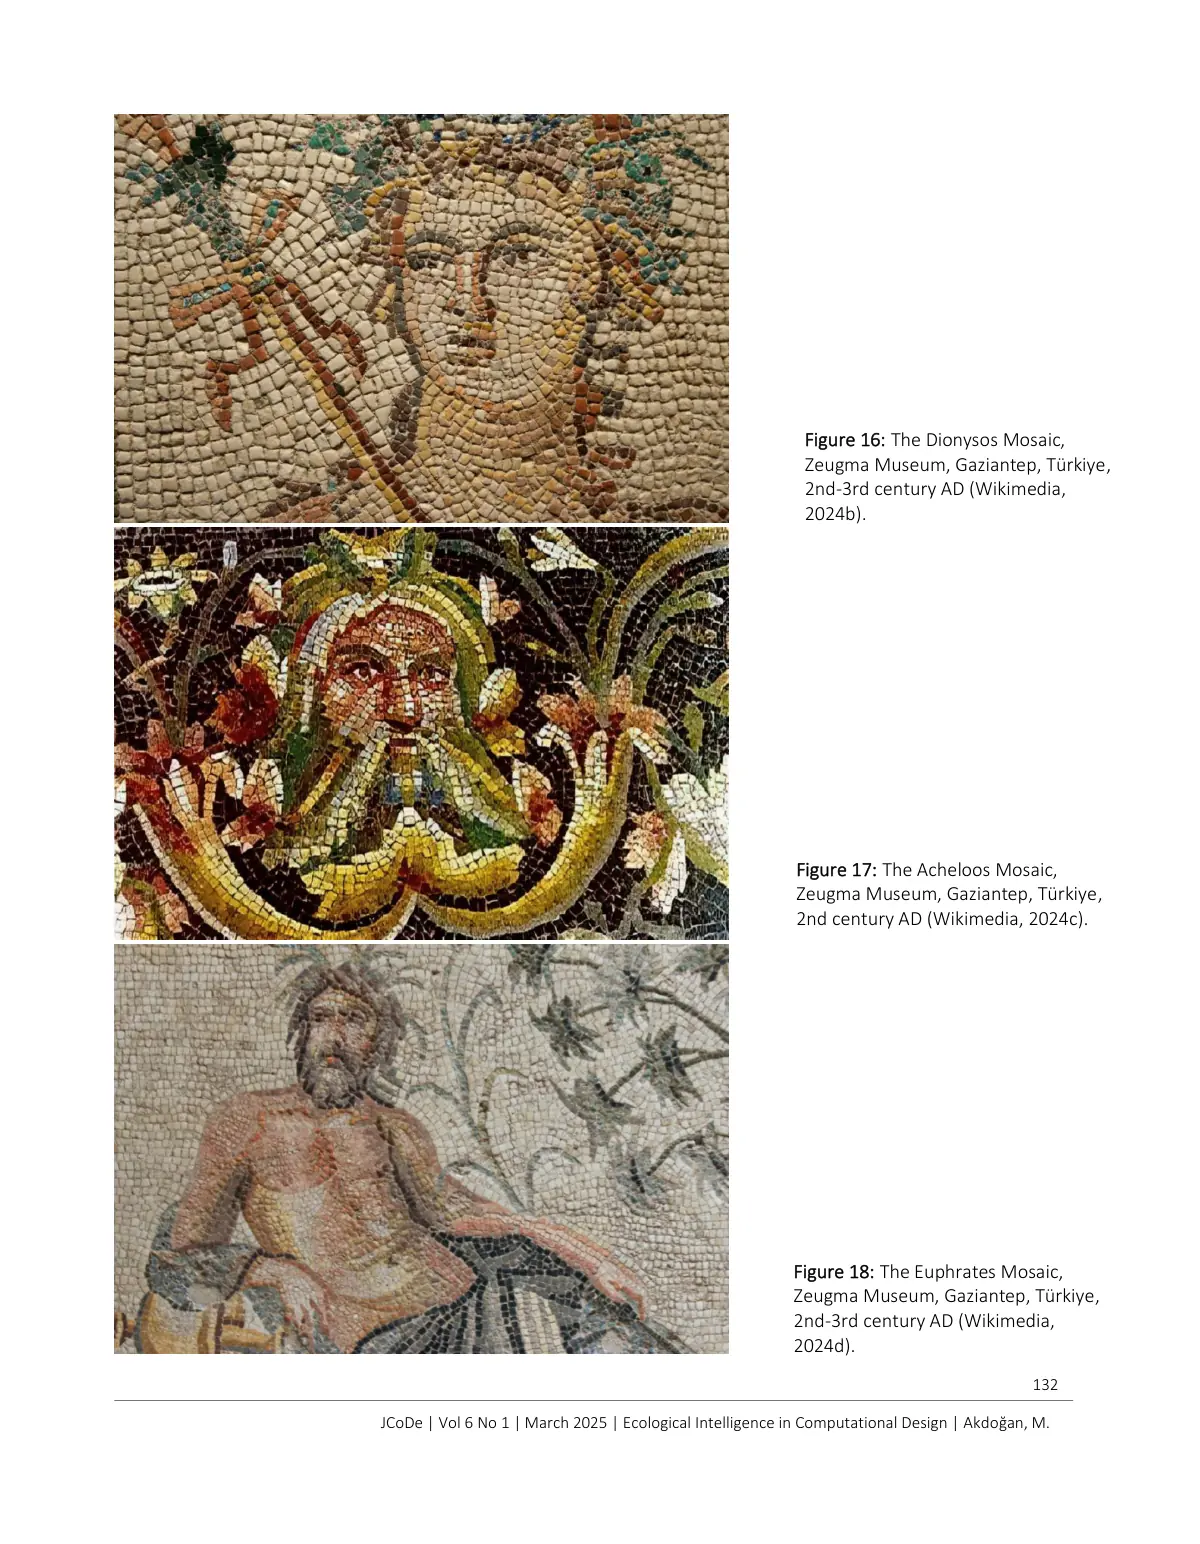 Figure 16: The Dionysos Mosaic,
Zeugma Museum, Gaziantep, Türkiye,
2nd-3rd century AD (Wikimedia,
2024b).
Figure 17: The Acheloos Mosaic,
Zeugma Museum, Gaziantep, Türkiye,
2nd century AD (Wikimedia, 2024c).
Figure 18: The Euphrates Mosaic,
Zeugma Museum, Gaziantep, Türkiye,
2nd-3rd century AD (Wikimedia,
2024d).
132
JCoDe | Vol 6 No 1 | March 2025 | Ecological Intelligence in Computational Design | Akdoğan, M.